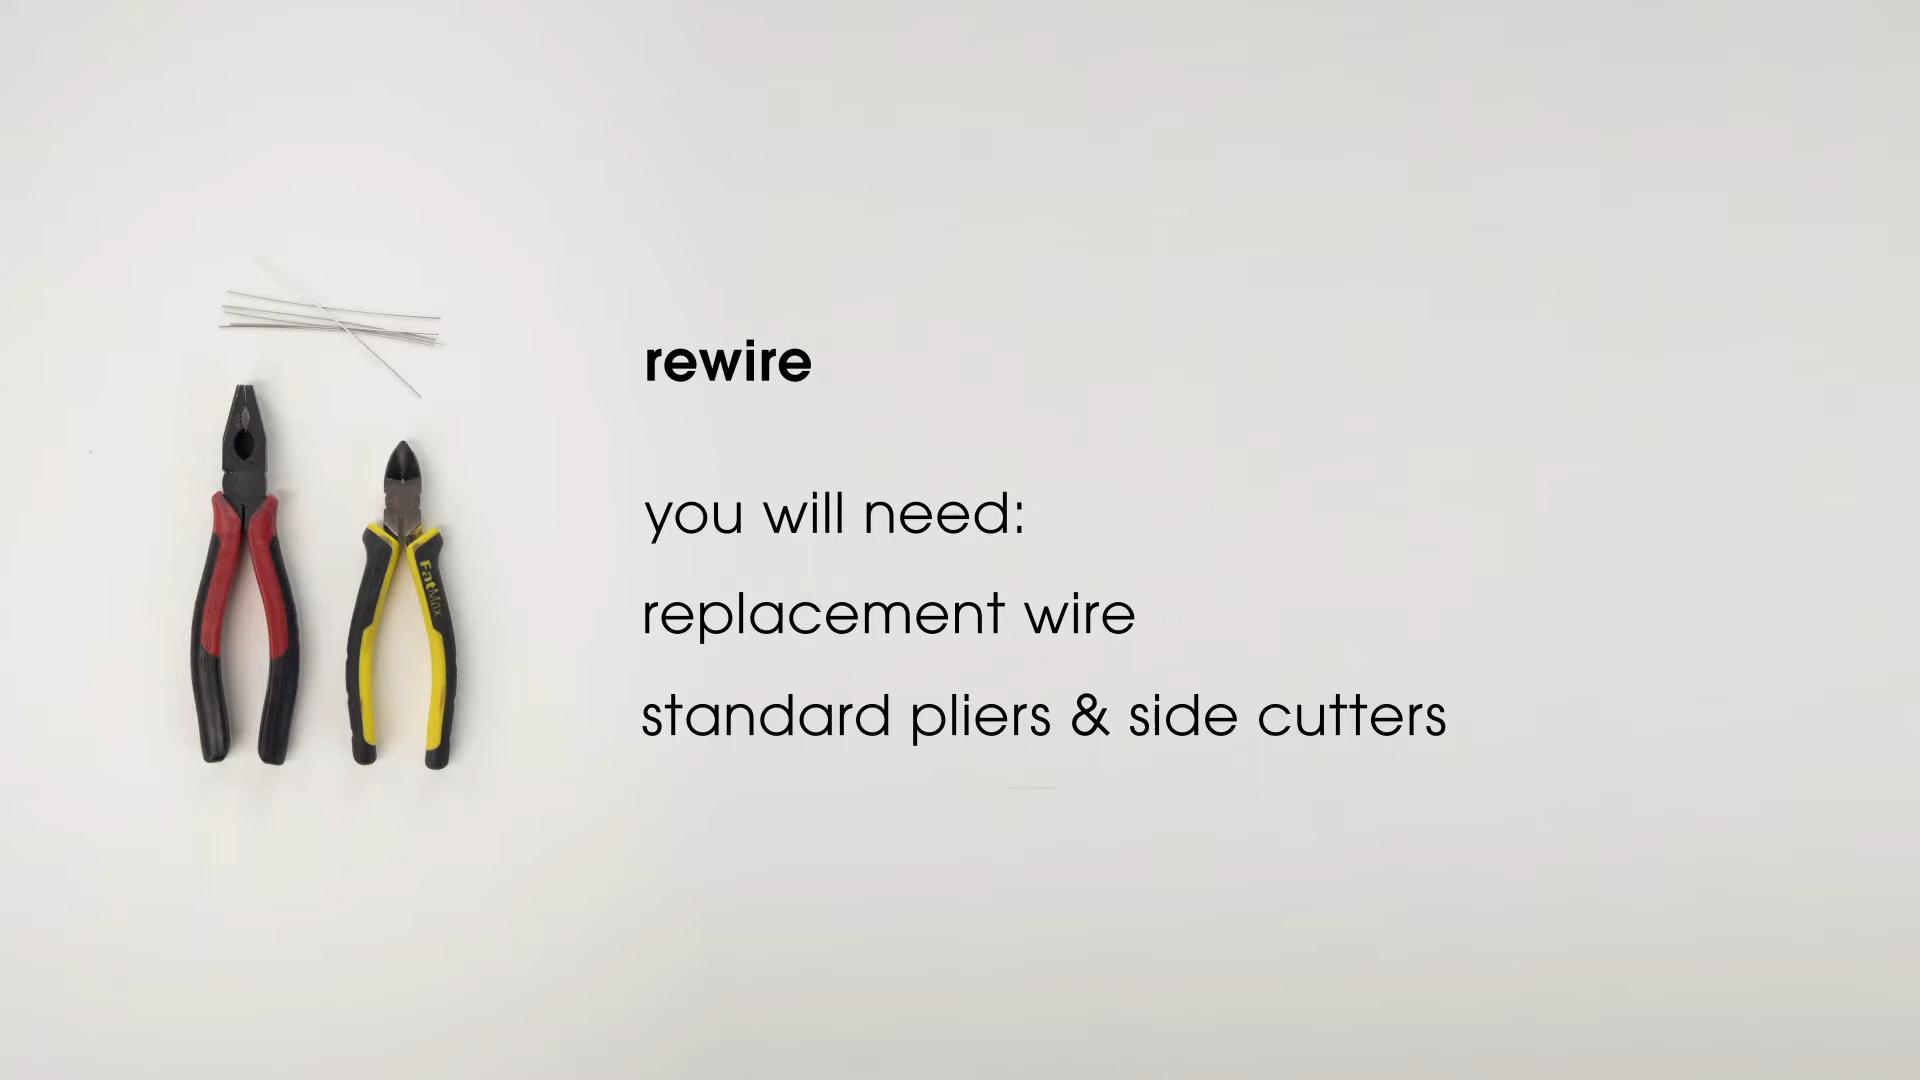 rewire
you will need:
replacement wire
standard pliers & side cutters
FatMax